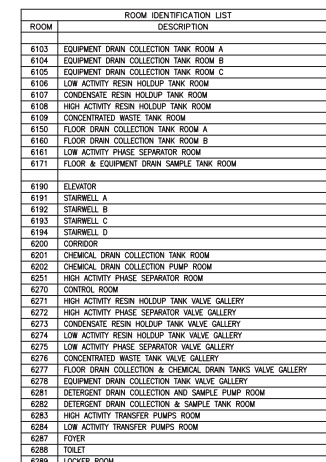 ROOM IDENTIFICATION LIST
ROOM DESCRIPTION
6103 EQUIPMENT DRAIN COLLECTION TANK ROOM A
6104 EQUIPMENT DRAIN COLLECTION TANK ROOM B
6105 EQUIPMENT DRAIN COLLECTION TANK ROOM C
6106 LOW ACTIVITY RESIN HOLDUP TANK ROOM
6107 CONDENSATE RESIN HOLDUP TANK ROOM
6108 HIGH ACTIVITY RESIN HOLDUP TANK ROOM
6109 CONCENTRATED WASTE TANK ROOM
6150 FLOOR DRAIN COLLECTION TANK ROOM A
6160 FLOOR DRAIN COLLECTION TANK ROOM B
6161 LOW ACTIVITY PHASE SEPARATOR ROOM
6171 FLOOR & EQUIPMENT DRAIN SAMPLE TANK ROOM
6190 ELEVATOR
6191 STAIRWELL A
6192 STAIRWELL B
6193 STAIRWELL C
6194 STAIRWELL D
6200 CORRIDOR
6201 CHEMICAL DRAIN COLLECTION TANK ROOM
6202 CHEMICAL DRAIN COLLECTION PUMP ROOM
6251 HIGH ACTIVITY PHASE SEPARATOR ROOM
6270 CONTROL ROOM
6271 HIGH ACTIVITY RESIN HOLDUP TANK VALVE GALLERY
6272 HIGH ACTIVITY PHASE SEPARATOR VALVE GALLERY
6273 CONDENSATE RESIN HOLDUP TANK VALVE GALLERY
6274 LOW ACTIVITY RESIN HOLDUP TANK VALVE GALLERY
6275 LOW ACTIVITY PHASE SEPARATOR VALVE GALLERY
6276 CONCENTRATED WASTE TANK VALVE GALLERY
6277 FLOOR DRAIN COLLECTION & CHEMICAL DRAIN TANKS VALVE GALLERY
6278 EQUIPMENT DRAIN COLLECTION TANK VALVE GALLERY
6281 DETERGENT DRAIN COLLECTION AND SAMPLE PUMP ROOM
6282 DETERGENT DRAIN COLLECTION & SAMPLE TANK ROOM
6283 HIGH ACTIVITY TRANSFER PUMPS ROOM
6284 LOW ACTIVITY TRANSFER PUMPS ROOM
6287 FOYER
6288 TOILET
6289 LOCKER ROOM